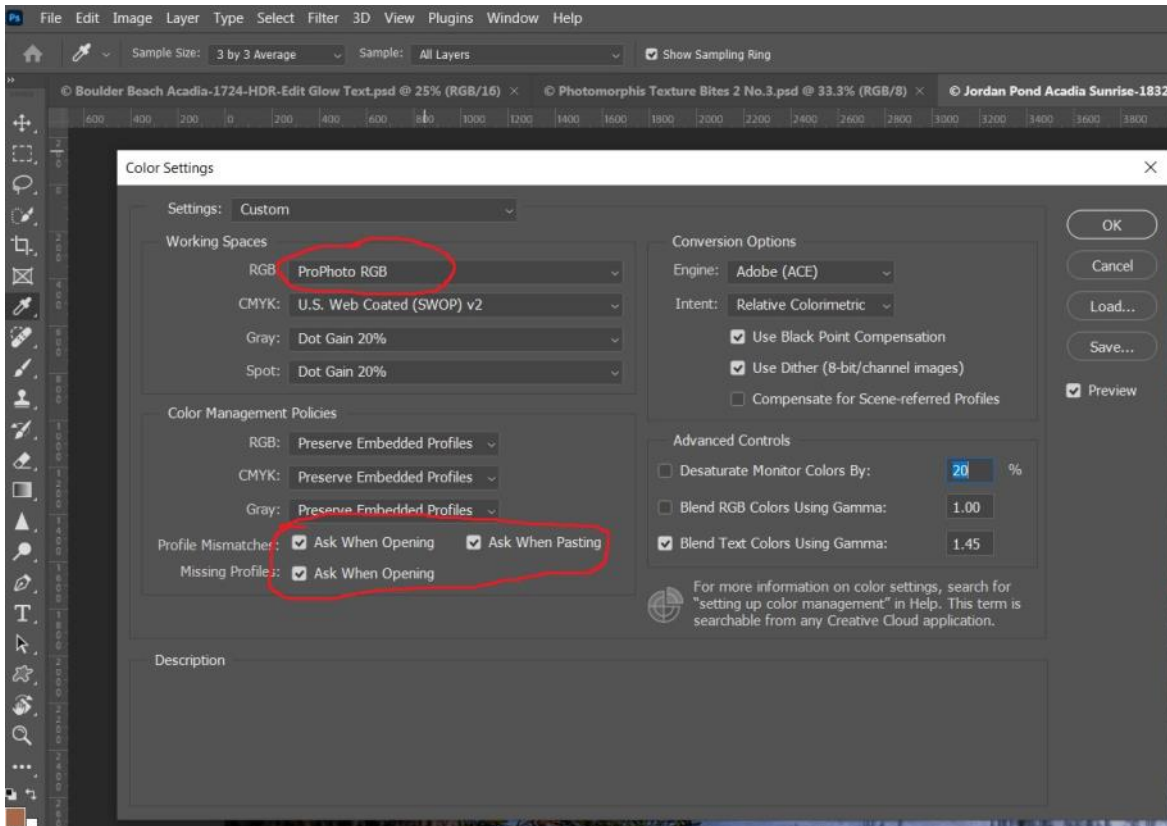 Ps File Edit Image Layer Type Select Filter 3D View Plugins Window Help
Sample Size: 3 by 3 Average Sample: All Layers Show Sampling Ring
© Boulder Beach Acadia-1724-HDR-Edit Glow Text.psd @ 25% (RGB/16) × © Photomorphis Texture Bites 2 No.3.psd @ 33.3% (RGB/8) × © Jordan Pond Acadia Sunrise-1832
600 400 200 0 200 400 600 800 1000 1200 1400 1600 1800 2000 2200 2400 2600 2800 3000 3200 3400 3600 3800
Color Settings
Settings: Custom
OK
Working Spaces
Conversion Options
RGB: ProPhoto RGB
Engine: Adobe (ACE)
Cancel
CMYK: U.S. Web Coated (SWOP) v2
Intent: Relative Colorimetric
Load...
Gray: Dot Gain 20%
Use Black Point Compensation
Save...
Spot: Dot Gain 20%
Use Dither (8-bit/channel images)
Compensate for Scene-referred Profiles
Preview
Color Management Policies
RGB: Preserve Embedded Profiles
CMYK: Preserve Embedded Profiles
Gray: Preserve Embedded Profiles
Profile Mismatches: Ask When Opening Ask When Pasting
Missing Profiles: Ask When Opening
Advanced Controls
Desaturate Monitor Colors By: 20 %
Blend RGB Colors Using Gamma: 1.00
Blend Text Colors Using Gamma: 1.45
For more information on color settings, search for
"setting up color management" in Help. This term is
searchable from any Creative Cloud application.
Description